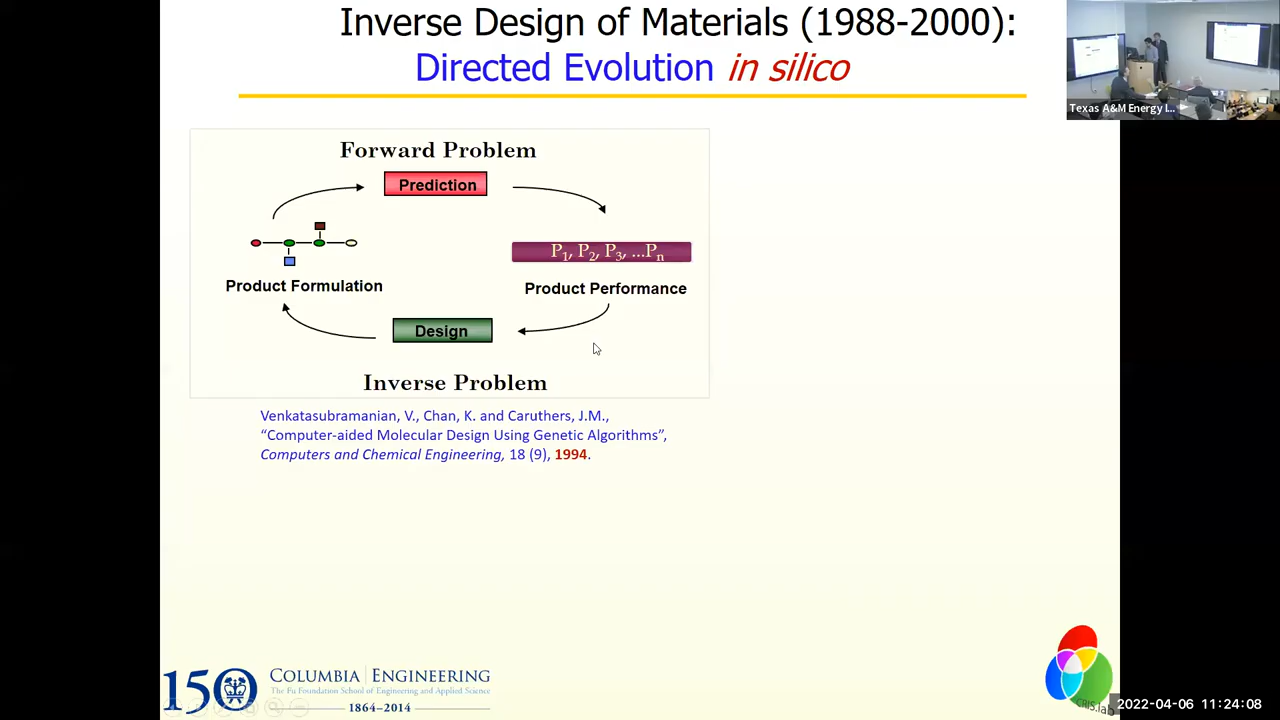 Inverse Design of Materials (1988-2000):
Directed Evolution in silico
Texas A&M Energy I...
Forward Problem
Prediction
P1, P2, P3, ...Pn
Product Formulation
Product Performance
Design
Inverse Problem
Venkatasubramanian, V., Chan, K. and Caruthers, J.M.,
“Computer-aided Molecular Design Using Genetic Algorithms”,
Computers and Chemical Engineering, 18 (9), 1994.
150
COLUMBIA | ENGINEERING
The Fu Foundation School of Engineering and Applied Science
1864–2014
CRIS.lab
2022-04-06 11:24:08